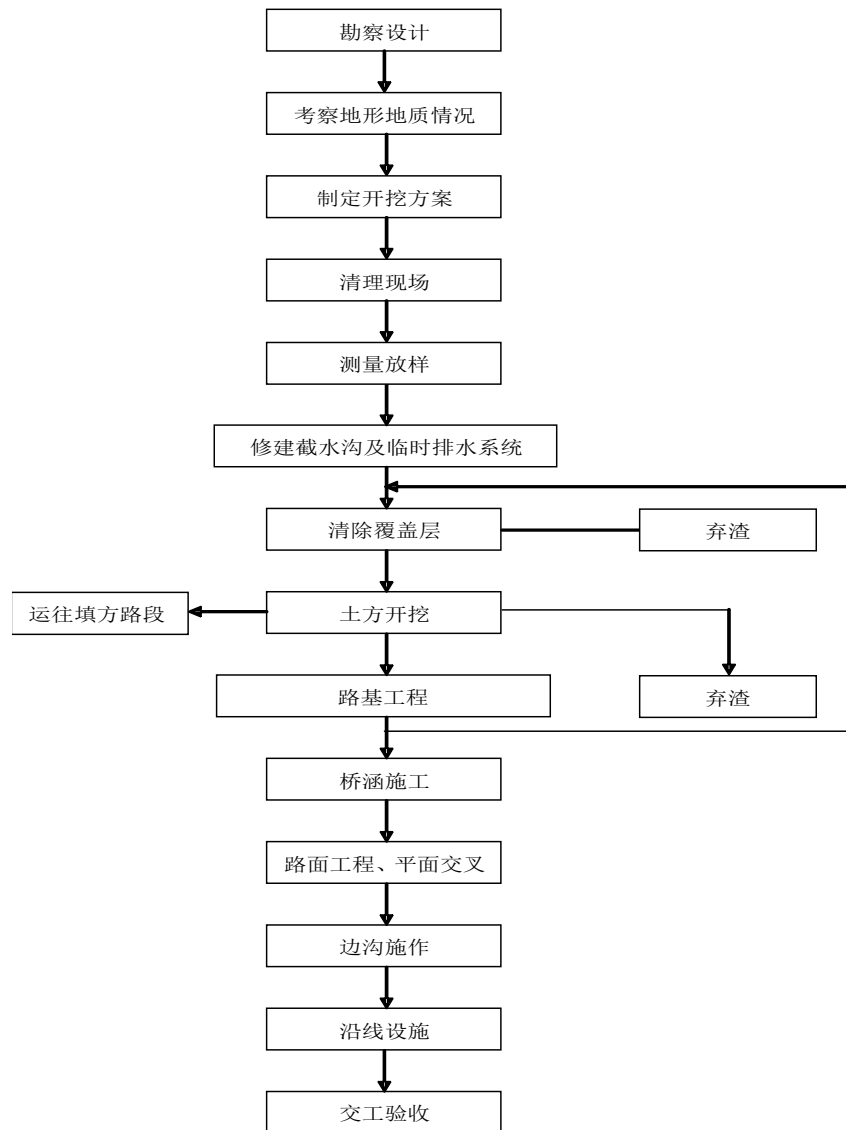 勘察设计
考察地形地质情况
制定开挖方案
清理现场
测量放样
修建截水沟及临时排水系统
清除覆盖层
弃渣
运往填方路段
土方开挖
路基工程
弃渣
桥涵施工
路面工程、平面交叉
边沟施作
沿线设施
交工验收